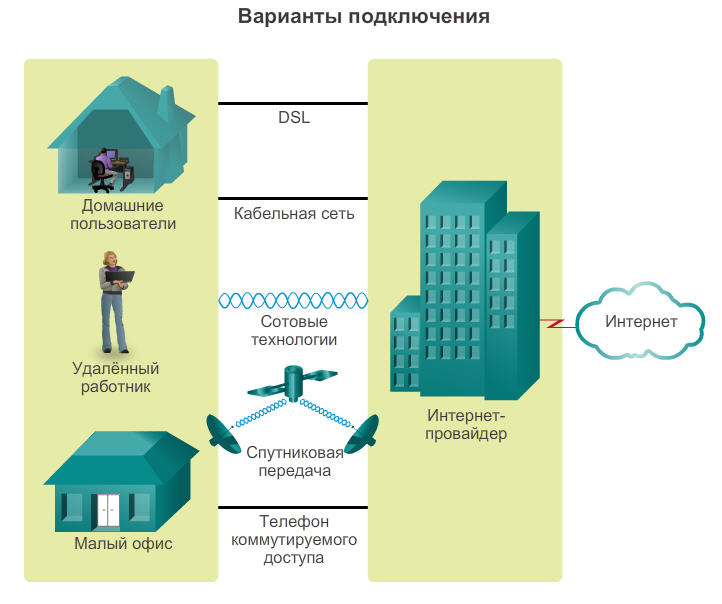 Варианты подключения
DSL
Домашние
пользователи
Кабельная сеть
Сотовые
технологии
Удалённый
работник
Интернет
Интернет-
провайдер
Спутниковая
передача
Малый офис
Телефон
коммутируемого
доступа